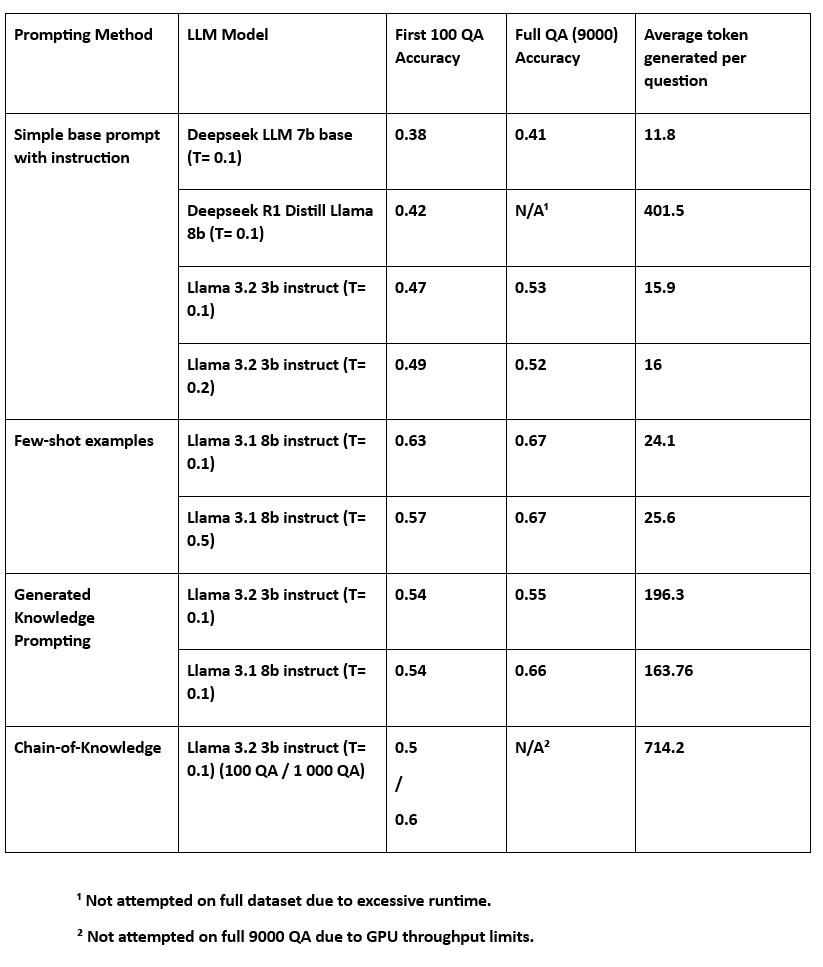 Prompting Method
LLM Model
First 100 QA
Accuracy
Full QA (9000)
Accuracy
Average token
generated per
question
Simple base prompt
with instruction
Deepseek LLM 7b base
(T= 0.1)
0.38
0.41
11.8
Deepseek R1 Distill Llama
8b (T= 0.1)
0.42
N/A¹
401.5
Llama 3.2 3b instruct (T=
0.1)
0.47
0.53
15.9
Llama 3.2 3b instruct (T=
0.2)
0.49
0.52
16
Few-shot examples
Llama 3.1 8b instruct (T=
0.1)
0.63
0.67
24.1
Llama 3.1 8b instruct (T=
0.5)
0.57
0.67
25.6
Generated
Knowledge
Prompting
Llama 3.2 3b instruct (T=
0.1)
0.54
0.55
196.3
Llama 3.1 8b instruct (T=
0.1)
0.54
0.66
163.76
Chain-of-Knowledge
Llama 3.2 3b instruct (T=
0.1) (100 QA / 1 000 QA)
0.5
/
0.6
N/A²
714.2
¹ Not attempted on full dataset due to excessive runtime.
² Not attempted on full 9000 QA due to GPU throughput limits.